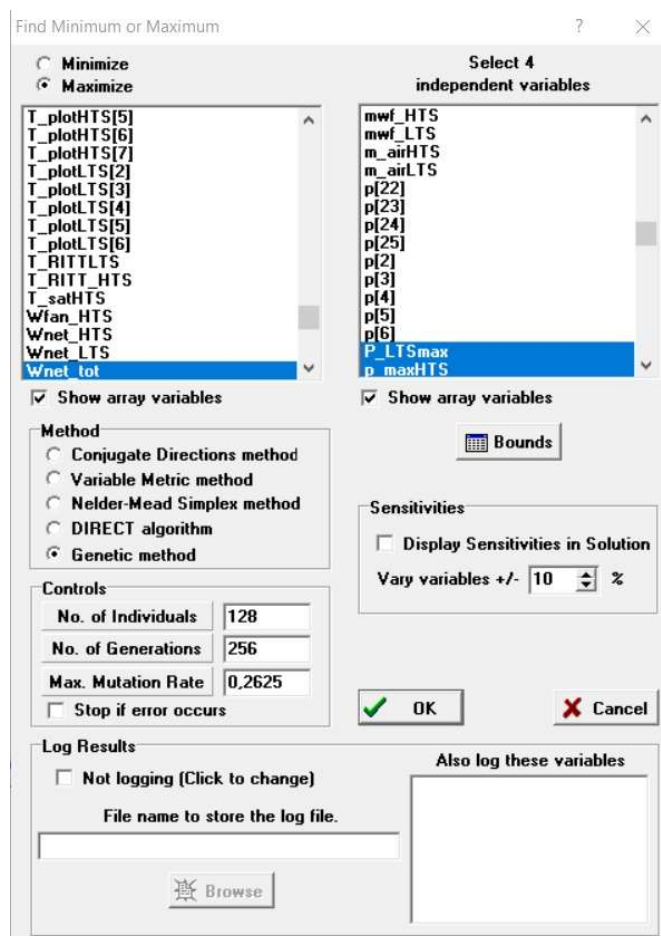 Find Minimum or Maximum ?
Minimize
Maximize
T_plotHTS[5]
T_plotHTS[6]
T_plotHTS[7]
T_plotLTS[2]
T_plotLTS[3]
T_plotLTS[4]
T_plotLTS[5]
T_plotLTS[6]
T_RITTLTS
T_RITT_HTS
T_satHTS
Wfan_HTS
Wnet_HTS
Wnet_LTS
Wnet_tot
Show array variables
Select 4
independent variables
mwf_HTS
mwf_LTS
m_airHTS
m_airLTS
p[22]
p[23]
p[24]
p[25]
p[2]
p[3]
p[4]
p[5]
p[6]
P_LTSmax
p_maxHTS
Show array variables
Bounds
Method
Conjugate Directions method
Variable Metric method
Nelder-Mead Simplex method
DIRECT algorithm
Genetic method
Sensitivities
Display Sensitivities in Solution
Vary variables +/- 10 %
Controls
No. of Individuals 128
No. of Generations 256
Max. Mutation Rate 0,2625
Stop if error occurs
OK Cancel
Log Results
Not logging (Click to change)
File name to store the log file.
Browse
Also log these variables